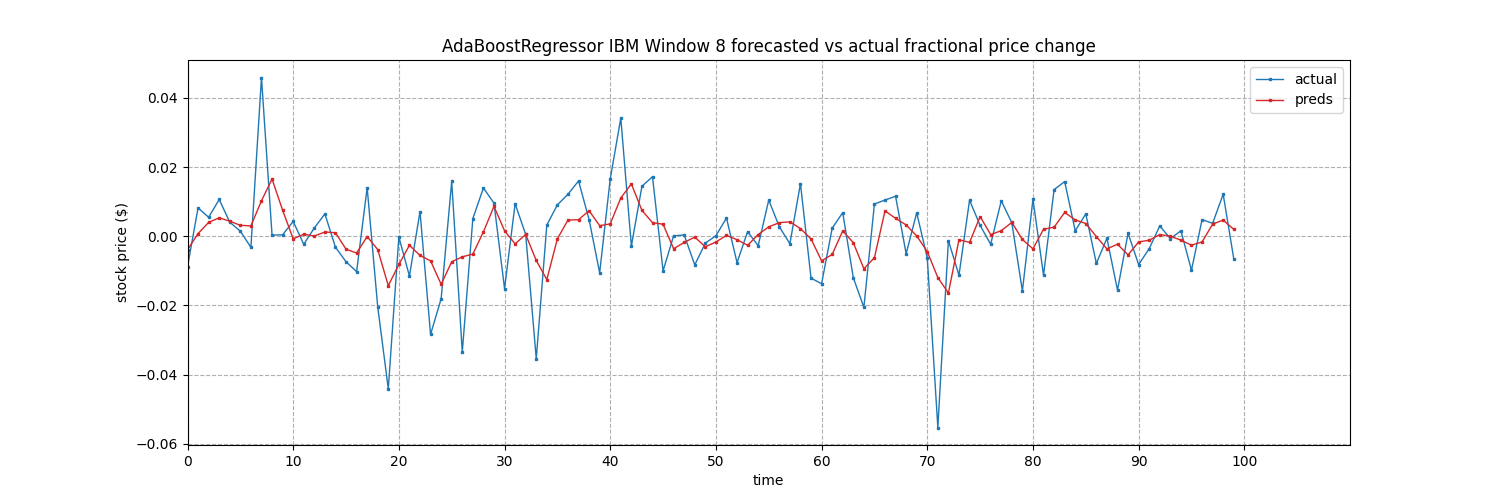 AdaBoostRegressor IBM Window 8 forecasted vs actual fractional price change
actual
preds
stock price ($)
0.04
0.02
0.00
−0.02
−0.04
−0.06
0 10 20 30 40 50 60 70 80 90 100
time